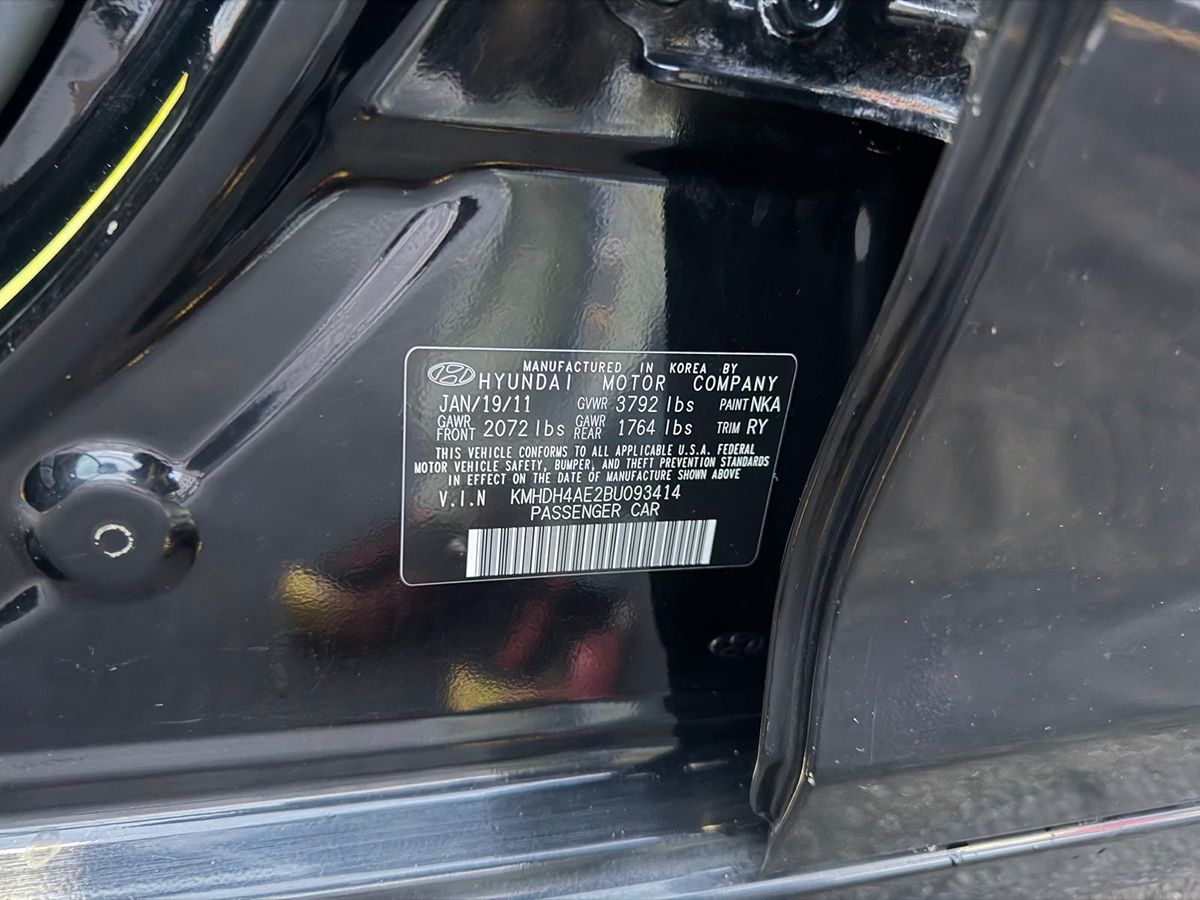 MANUFACTURED IN KOREA BY
HYUNDAI MOTOR COMPANY
JAN/19/11 GVWR 3792 lbs PAINT NKA
GAWR FRONT 2072 lbs GAWR REAR 1764 lbs TRIM RY
THIS VEHICLE CONFORMS TO ALL APPLICABLE U.S.A. FEDERAL
MOTOR VEHICLE SAFETY, BUMPER, AND THEFT PREVENTION STANDARDS
IN EFFECT ON THE DATE OF MANUFACTURE SHOWN ABOVE
V.I.N KMHDH4AE2BU093414
PASSENGER CAR